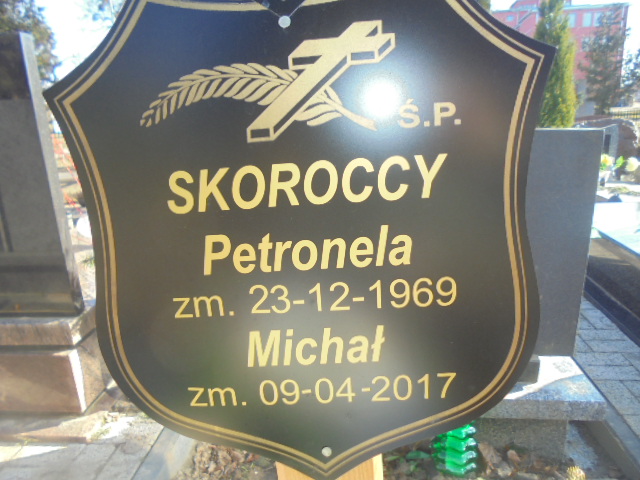 Ś.P.
SKOROCCY
Petronela
zm. 23-12-1969
Michał
zm. 09-04-2017